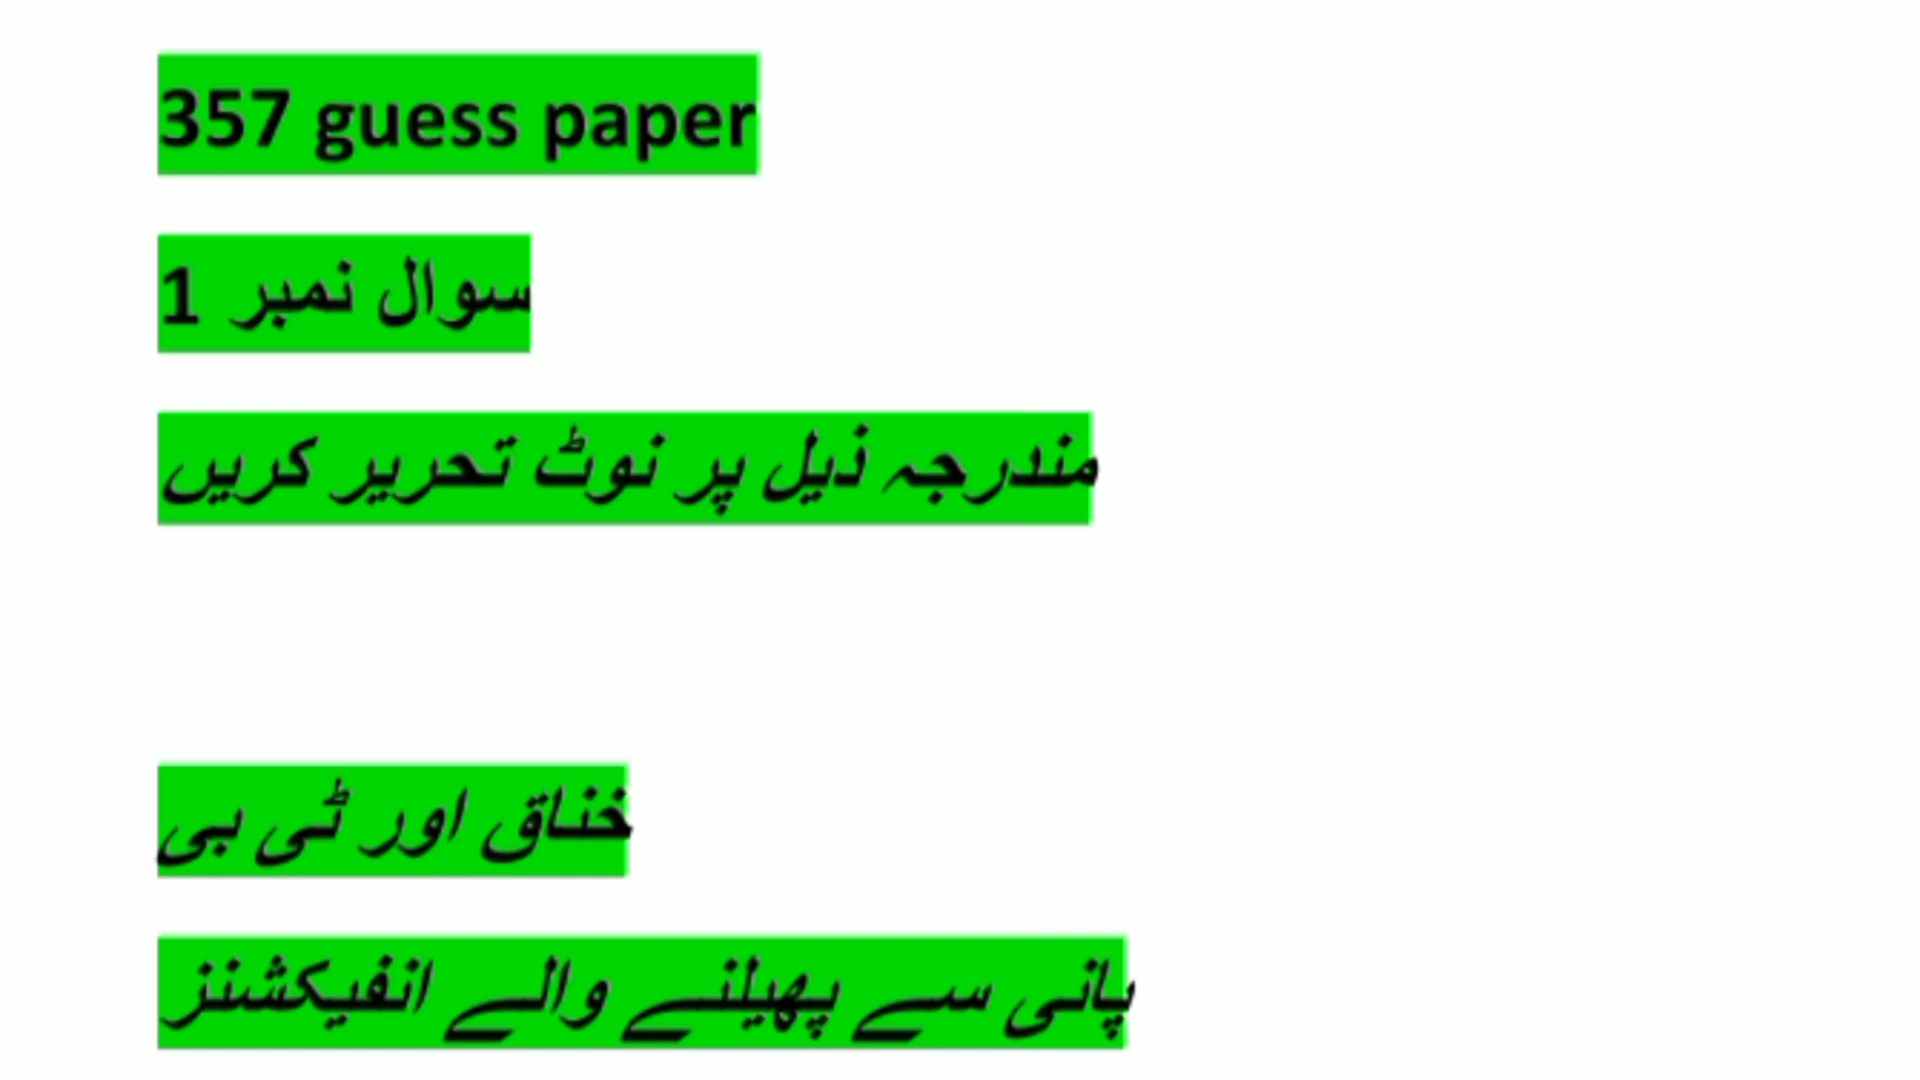 357 guess paper
سوال نمبر 1
مندرجہ ذیل پر نوٹ تحریر کریں
خناق اور ٹی بی
پانی سے پھیلنے والے انفیکشنز